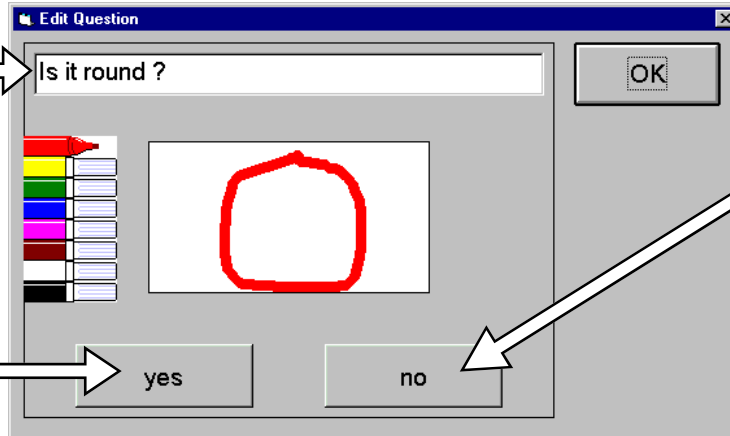 Edit Question
Is it round ?
OK
yes
no